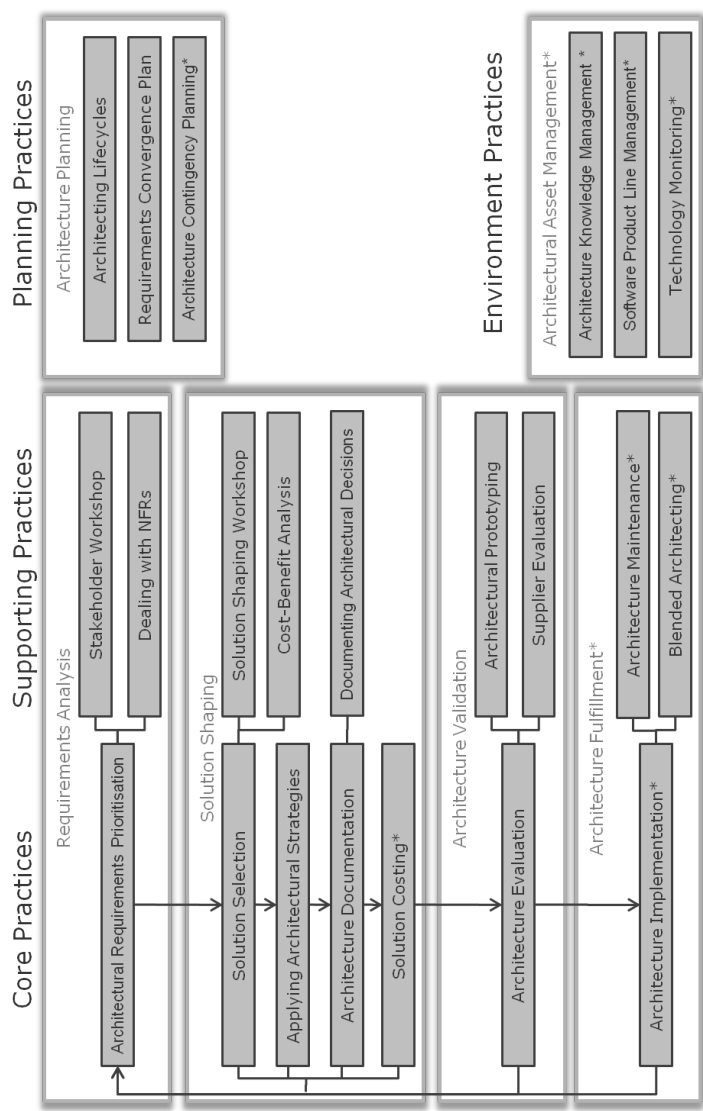 Core Practices
Supporting Practices
Planning Practices
Requirements Analysis
Architectural Requirements Prioritisation
Stakeholder Workshop
Dealing with NFRs
Architecture Planning
Architecting Lifecycles
Requirements Convergence Plan
Architecture Contingency Planning*
Solution Shaping
Solution Selection
Solution Shaping Workshop
Cost-Benefit Analysis
Applying Architectural Strategies
Architecture Documentation
Documenting Architectural Decisions
Solution Costing*
Architecture Validation
Architecture Evaluation
Architectural Prototyping
Supplier Evaluation
Architecture Fulfillment*
Architecture Implementation*
Architecture Maintenance*
Blended Architecting*
Environment Practices
Architectural Asset Management*
Architecture Knowledge Management *
Software Product Line Management*
Technology Monitoring*